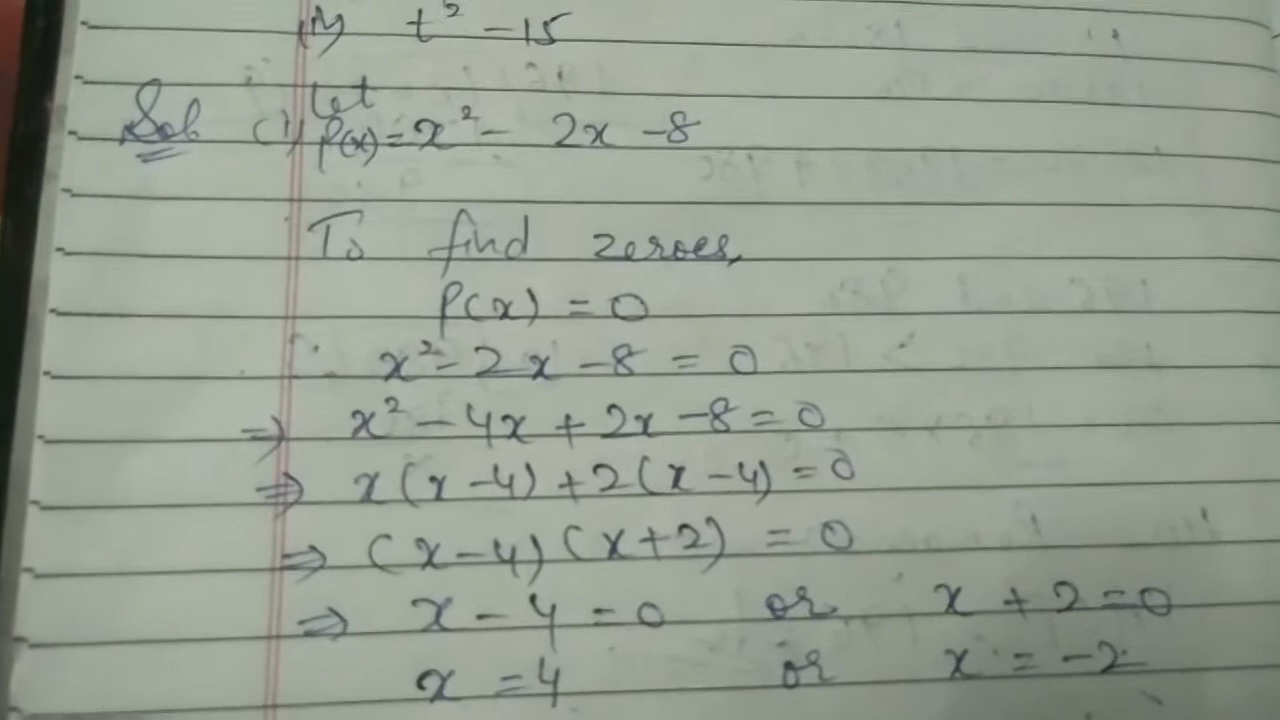 t² - 15
Sol (i) Let
P(x) = x² - 2x - 8
To find zeroes,
P(x) = 0
x² - 2x - 8 = 0
⇒ x² - 4x + 2x - 8 = 0
⇒ x(x - 4) + 2(x - 4) = 0
⇒ (x - 4) (x + 2) = 0
⇒ x - 4 = 0 or x + 2 = 0
x = 4 or x = -2